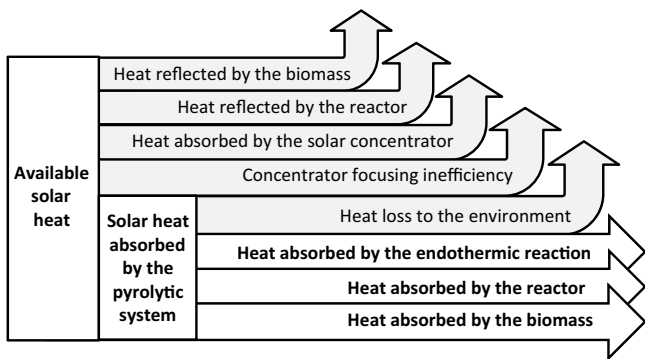 Heat reflected by the biomass
Heat reflected by the reactor
Heat absorbed by the solar concentrator
Concentrator focusing inefficiency
Available
solar
heat
Solar heat
absorbed
by the
pyrolytic
system
Heat loss to the environment
Heat absorbed by the endothermic reaction
Heat absorbed by the reactor
Heat absorbed by the biomass